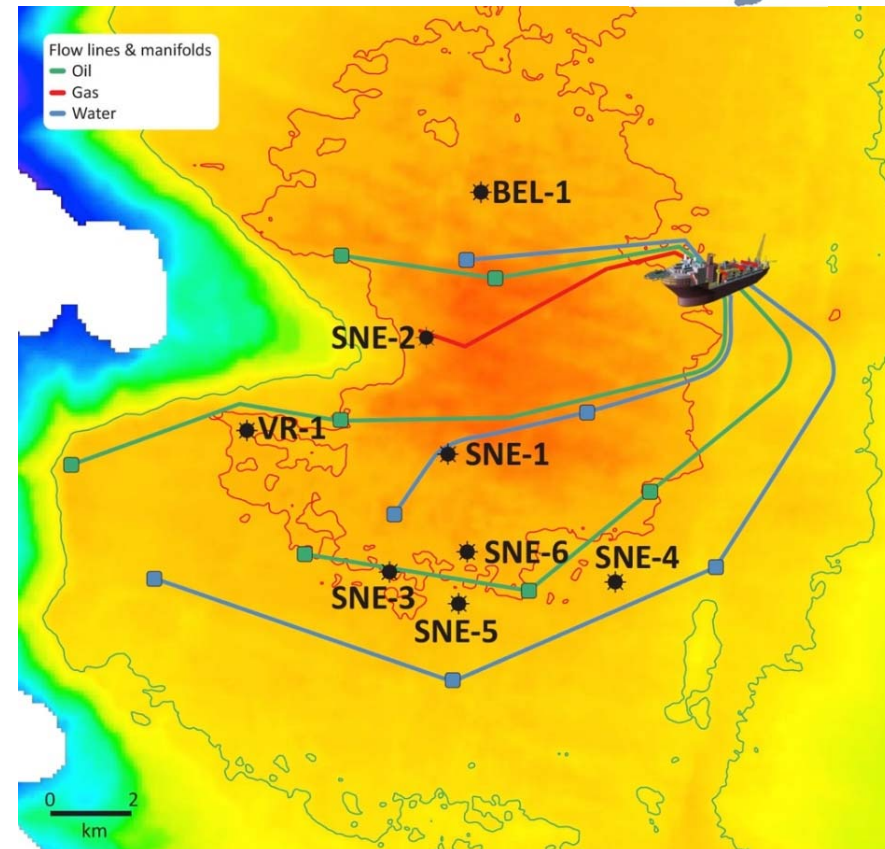 Flow lines & manifolds
Oil
Gas
Water
BEL-1
SNE-2
VR-1
SNE-1
SNE-6
SNE-4
SNE-3
SNE-5
0 2
km